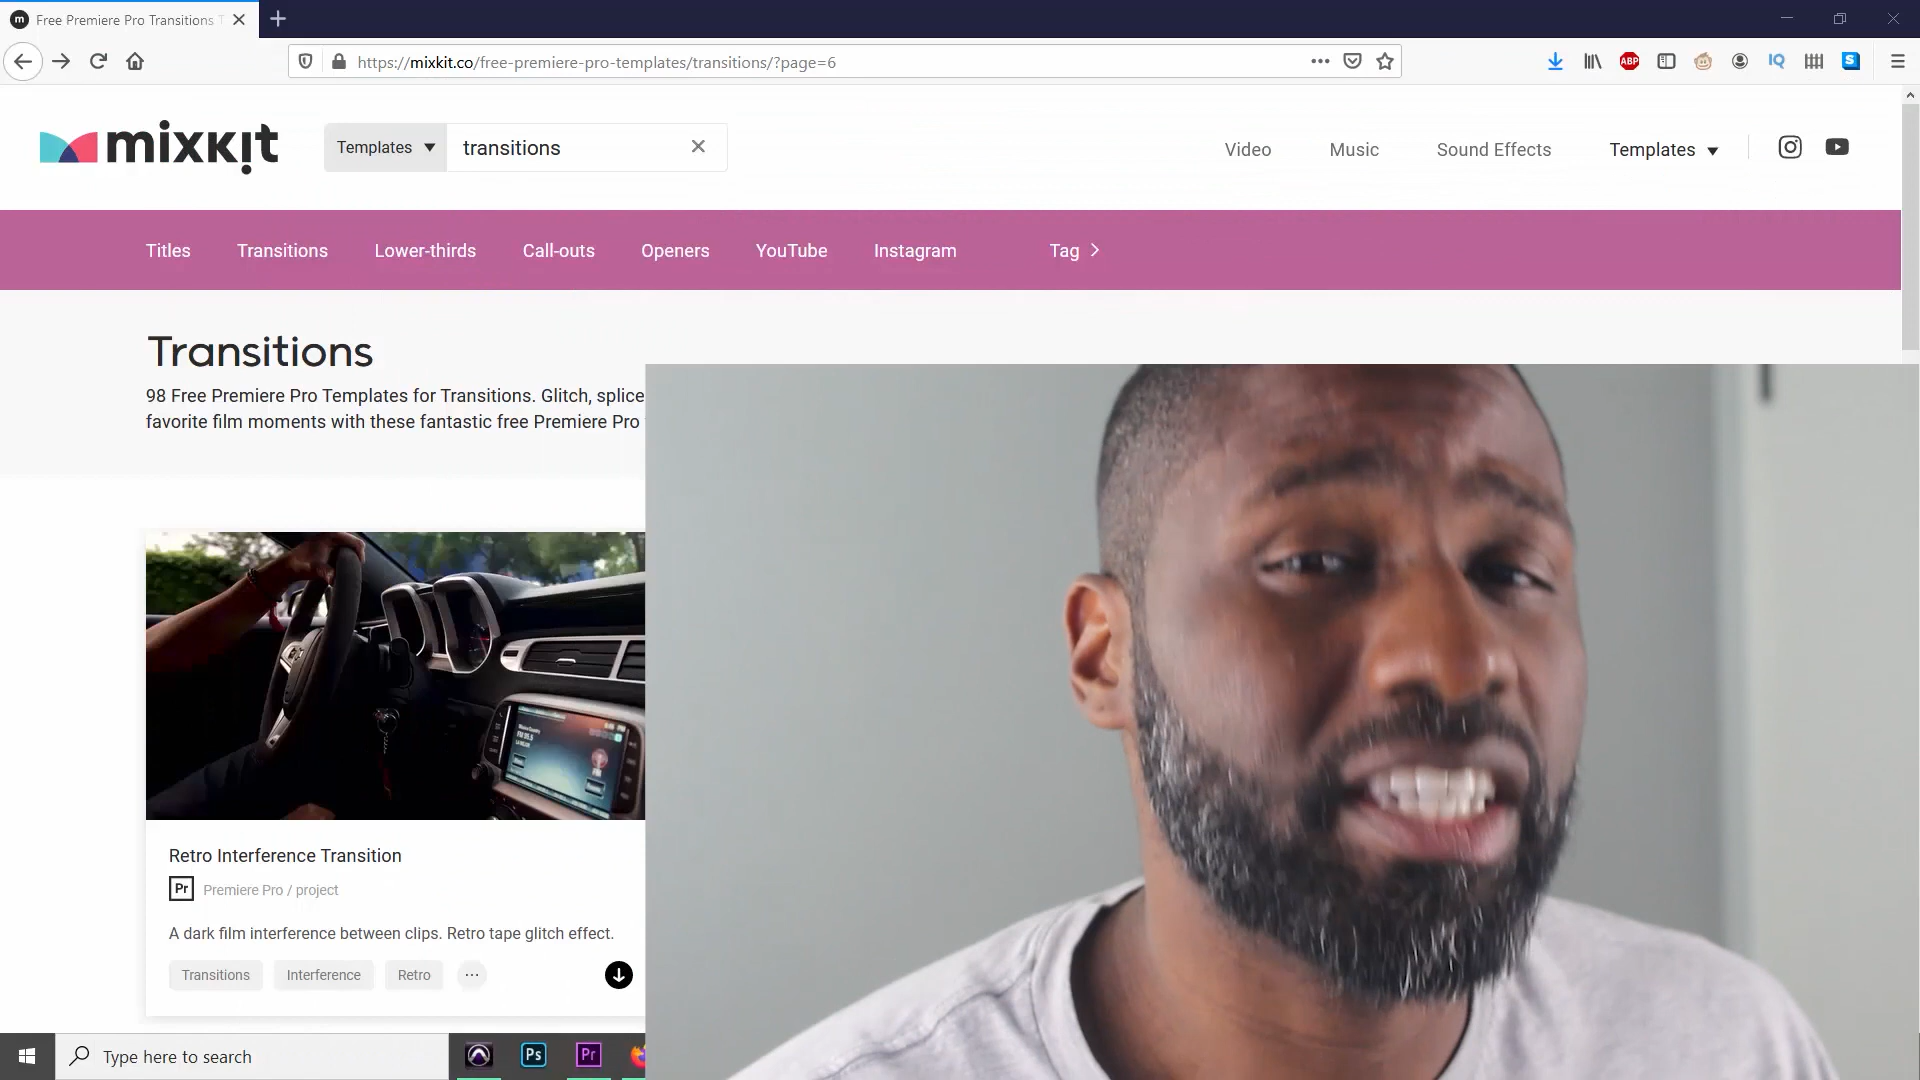 m Free Premiere Pro Transitions
https://mixkit.co/free-premiere-pro-templates/transitions/?page=6
ABP
IQ
S
mixkit
Templates
transitions
Video
Music
Sound Effects
Templates
Titles
Transitions
Lower-thirds
Call-outs
Openers
YouTube
Instagram
Tag
Transitions
98 Free Premiere Pro Templates for Transitions. Glitch, splice
favorite film moments with these fantastic free Premiere Pro
Retro Interference Transition
Pr Premiere Pro / project
A dark film interference between clips. Retro tape glitch effect.
Transitions
Interference
Retro
...
Type here to search
Ps
Pr